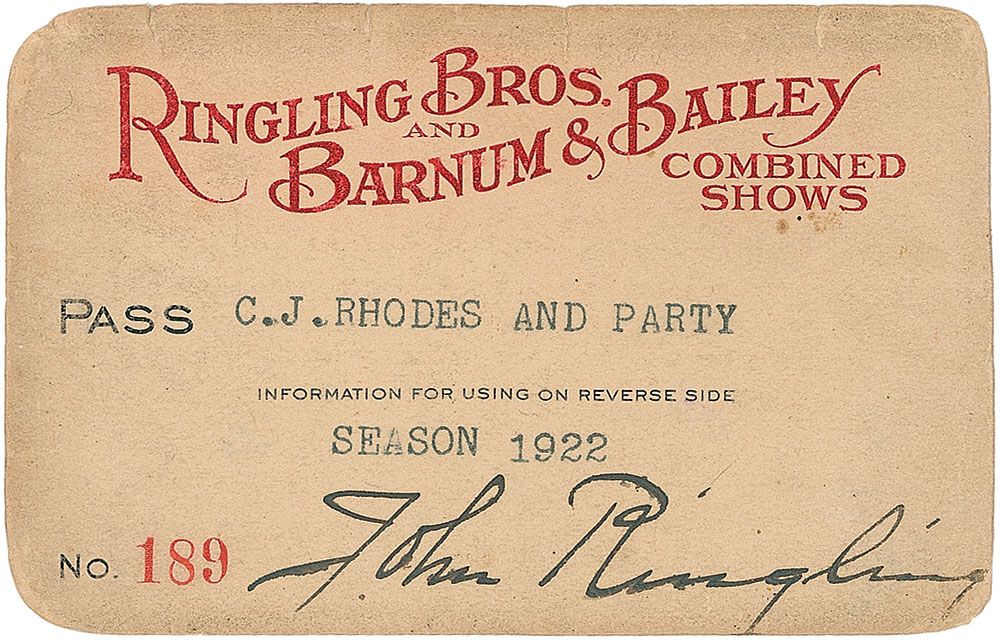 RINGLING BROS.
AND
BARNUM & BAILEY
COMBINED
SHOWS
PASS C.J.RHODES AND PARTY
INFORMATION FOR USING ON REVERSE SIDE
SEASON 1922
John Ringling
No. 189